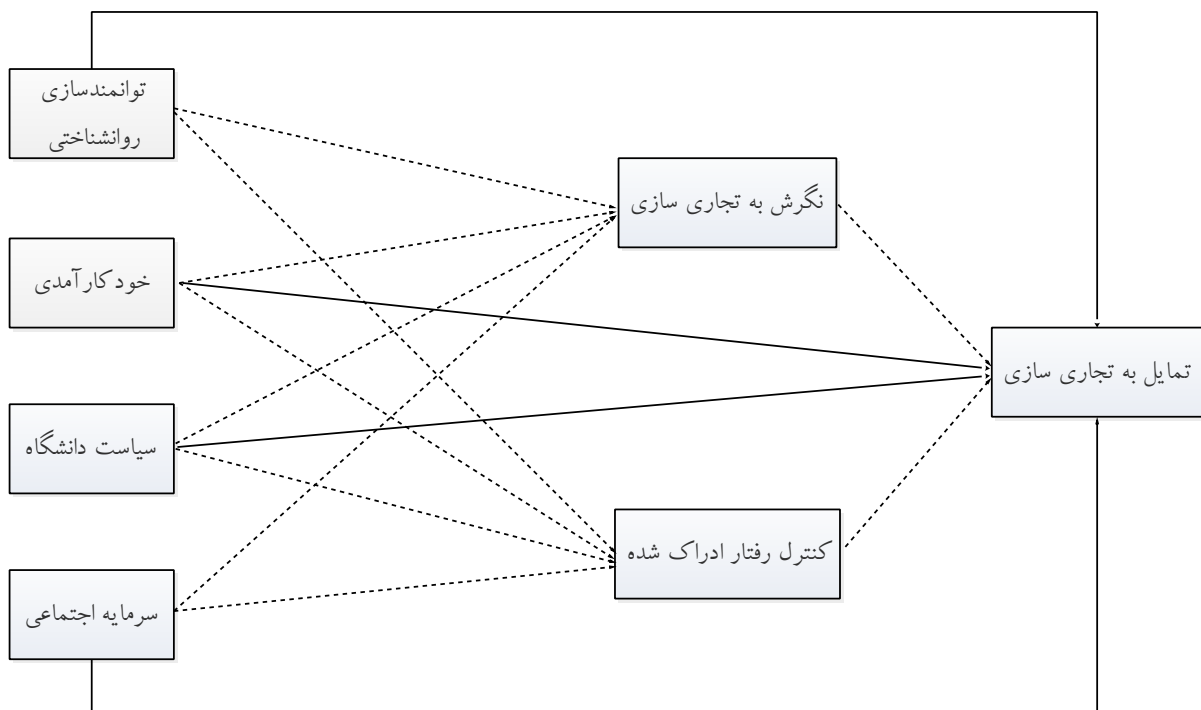 توانمندسازی
روانشناختی
نگرش به تجاری سازی
خودکارآمدی
تمایل به تجاری سازی
سیاست دانشگاه
کنترل رفتار ادراک شده
سرمایه اجتماعی